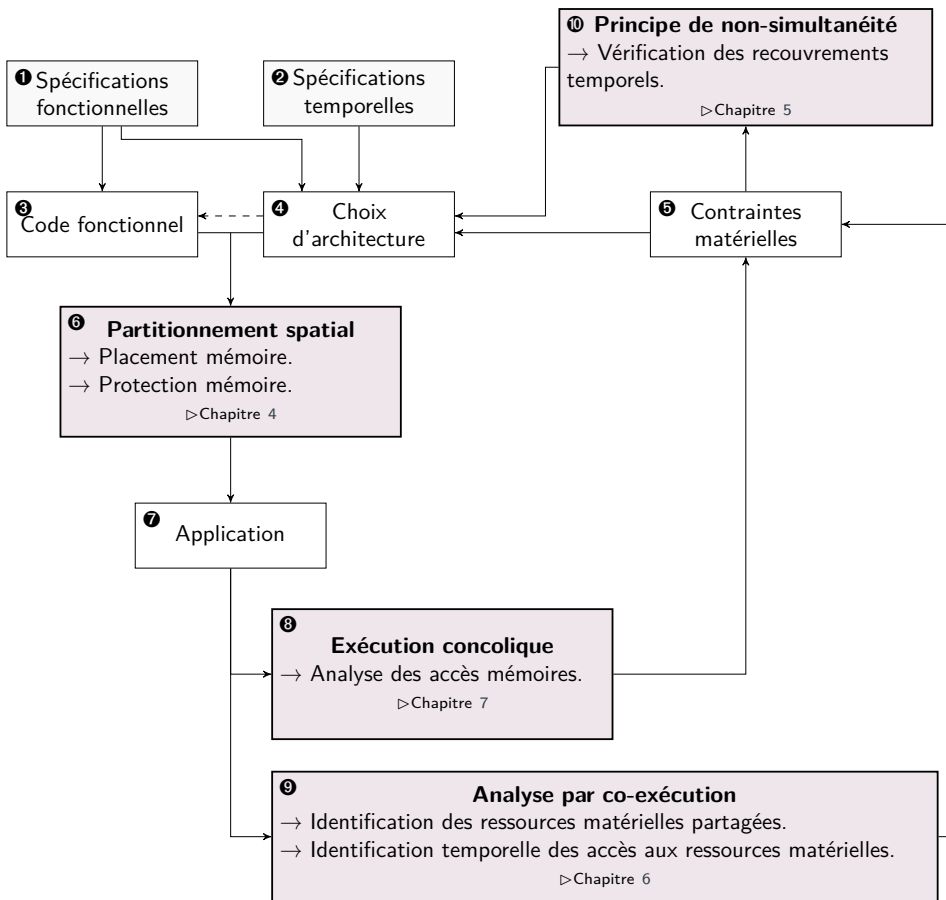 ❿ Principe de non-simultanéité
→ Vérification des recouvrements
temporels.
▷Chapitre 5
❶ Spécifications
fonctionnelles
❷ Spécifications
temporelles
❸ Code fonctionnel
❹ Choix
d'architecture
❺ Contraintes
matérielles
❻ Partitionnement spatial
→ Placement mémoire.
→ Protection mémoire.
▷Chapitre 4
❼ Application
❽
Exécution concolique
→ Analyse des accès mémoires.
▷Chapitre 7
❾ Analyse par co-exécution
→ Identification des ressources matérielles partagées.
→ Identification temporelle des accès aux ressources matérielles.
▷Chapitre 6